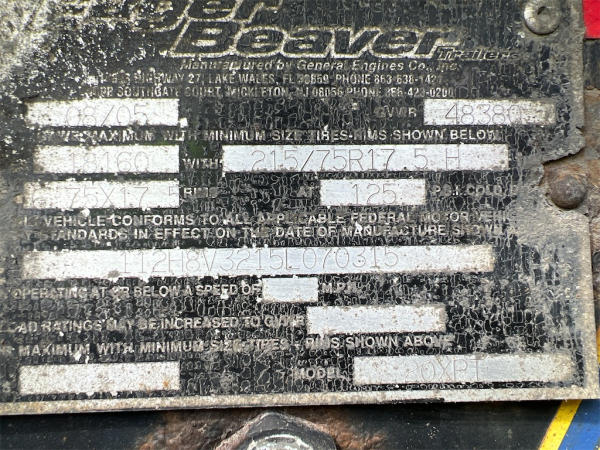 Beaver
Trailers
Manufactured by General Engines Co., Inc.
HIGHWAY 27, LAKE WALES, FL 33859 PHONE 863-638-1421
SOUTHGATE COURT, MICKLETON, NJ 08056 PHONE 856-423-0200
08/05 GVWR 48380
MAXIMUM WITH MINIMUM SIZE TIRES-RIMS SHOWN BELOW
18160 WITH 215/75R17.5 H
75X17 RIMS AT 125 P.S.I. COLD
VEHICLE CONFORMS TO ALL APPLICABLE FEDERAL MOTOR VEHIC
STANDARDS IN EFFECT ON THE DATE OF MANUFACTURE SHOWN
112H8V3215L070315
OPERATING AT OR BELOW A SPEED OF M.P.H.
RATINGS MAY BE INCREASED TO GVWR
MAXIMUM WITH MINIMUM SIZE TIRES - RIMS SHOWN ABOVE
MODEL 20XPT